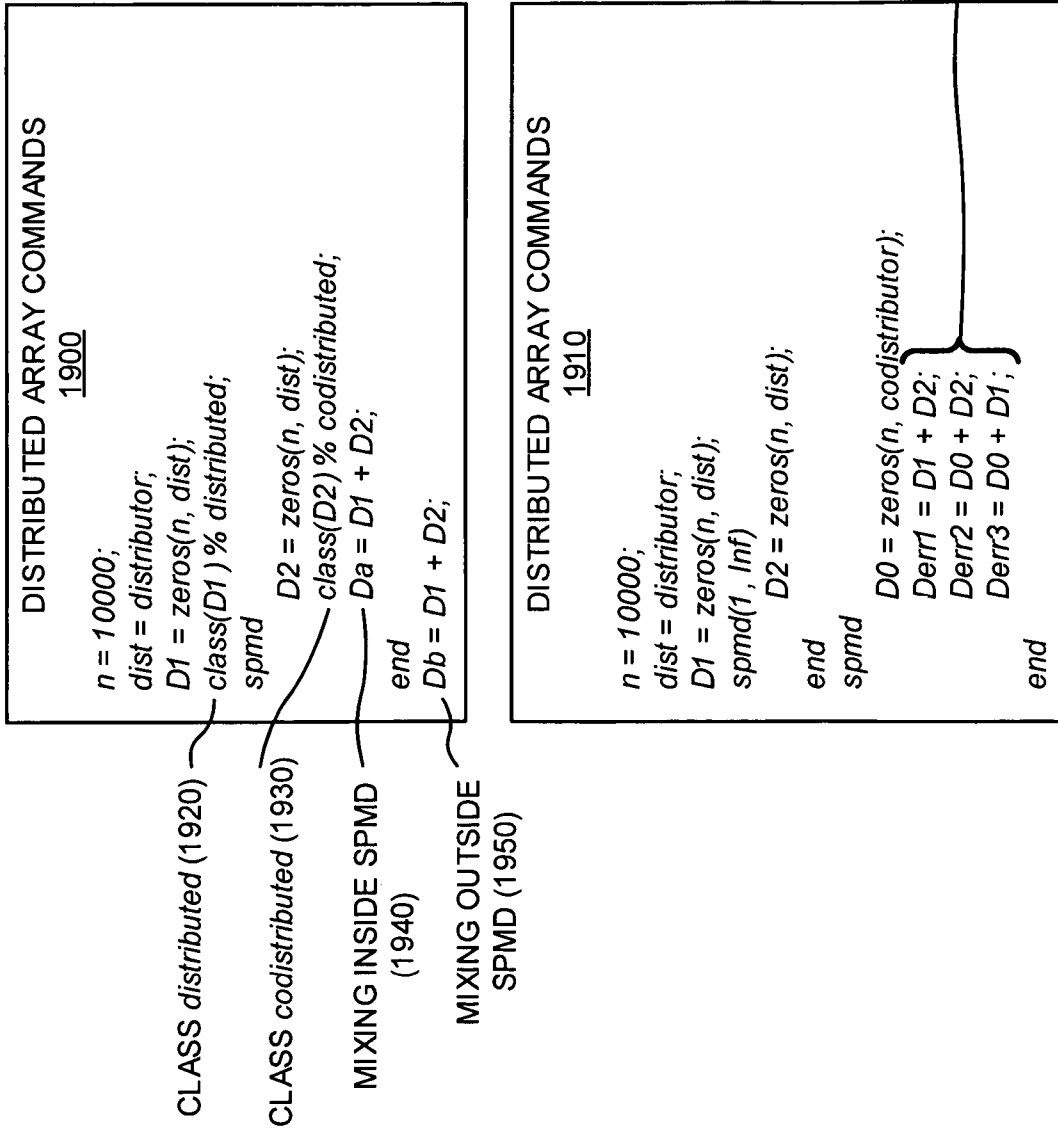 DISTRIBUTED ARRAY COMMANDS
1900
n = 10000;
dist = distributor;
D1 = zeros(n, dist);
class(D1) % distributed;
spmd
D2 = zeros(n, dist);
class(D2) % codistributed;
Da = D1 + D2;
end
Db = D1 + D2;
CLASS distributed (1920)
CLASS codistributed (1930)
MIXING INSIDE SPMD
(1940)
MIXING OUTSIDE
SPMD (1950)
DISTRIBUTED ARRAY COMMANDS
1910
n = 10000;
dist = distributor;
D1 = zeros(n, dist);
spmd(1, Inf)
D2 = zeros(n, dist);
end
spmd
D0 = zeros(n, codistributor);
Derr1 = D1 + D2;
Derr2 = D0 + D2;
Derr3 = D0 + D1;
end